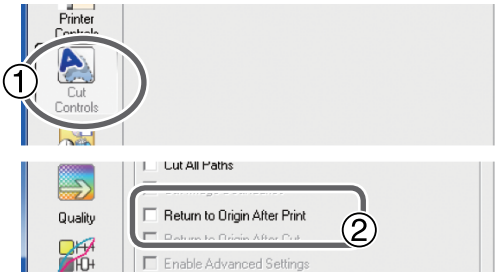 Printer
Controls
①
Cut
Controls
Cut All Paths
Quality
Return to Origin After Print
②
Return to Origin After Cut
Enable Advanced Settings